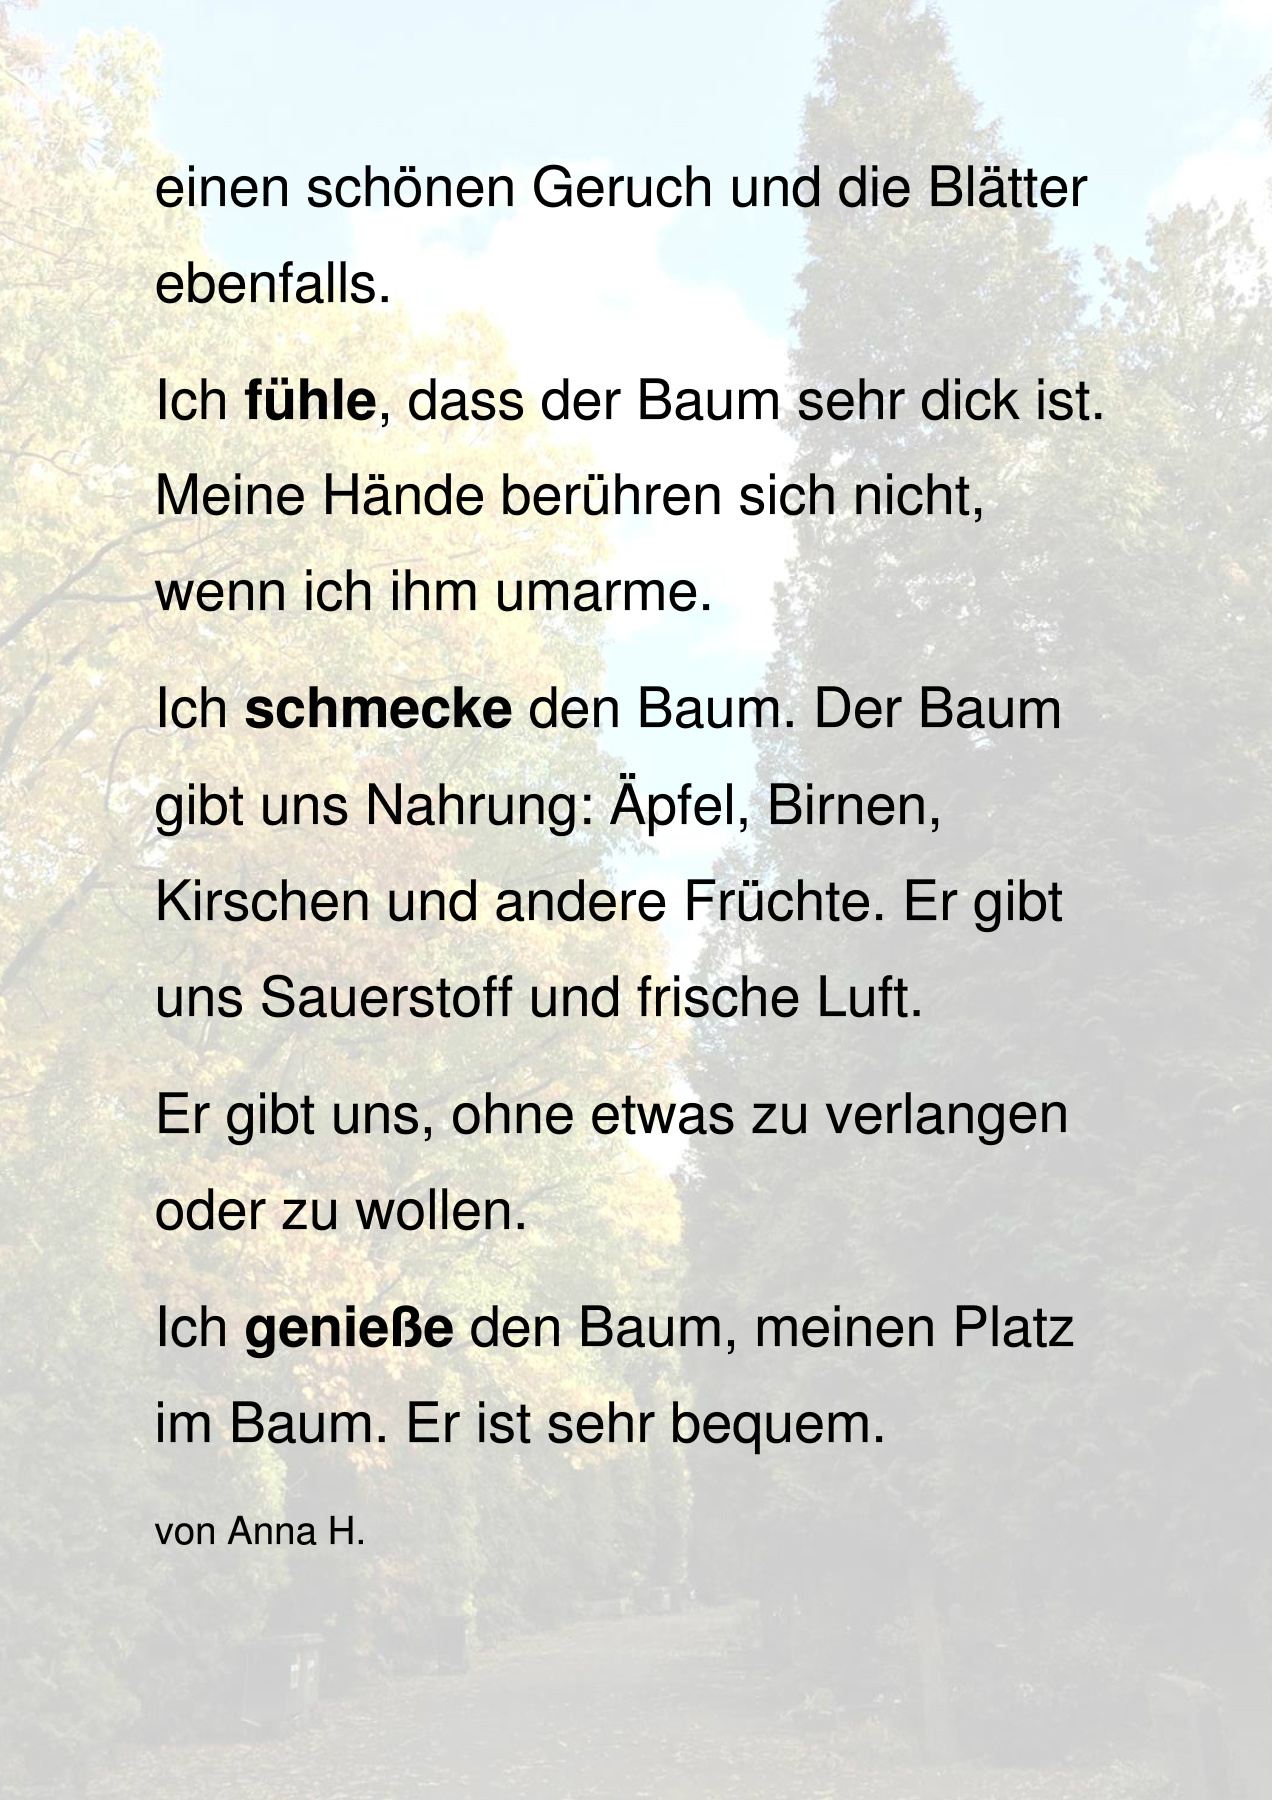 einen schönen Geruch und die Blätter
ebenfalls.
Ich fühle, dass der Baum sehr dick ist.
Meine Hände berühren sich nicht,
wenn ich ihm umarme.
Ich schmecke den Baum. Der Baum
gibt uns Nahrung: Äpfel, Birnen,
Kirschen und andere Früchte. Er gibt
uns Sauerstoff und frische Luft.
Er gibt uns, ohne etwas zu verlangen
oder zu wollen.
Ich genieße den Baum, meinen Platz
im Baum. Er ist sehr bequem.
von Anna H.